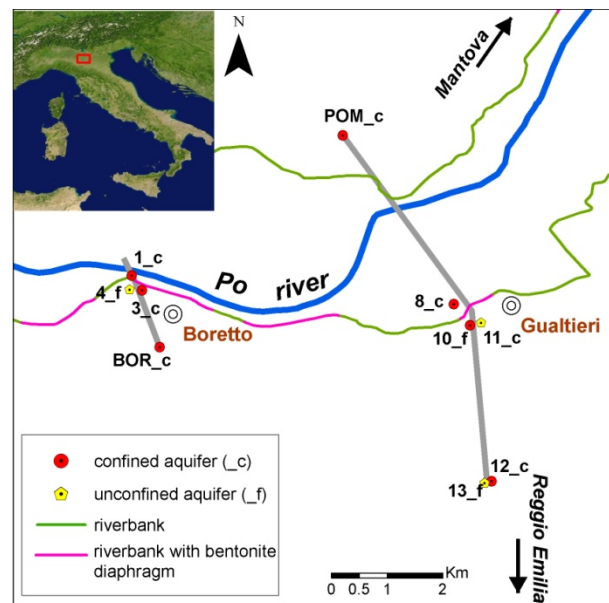 N
Mantova
POM_c
1_c
Po river
4_f
3_c
8_c
Boretto
Gualtieri
10_f
11_c
BOR_c
12_c
13_f
Reggio Emilia
confined aquifer (_c)
unconfined aquifer (_f)
riverbank
riverbank with bentonite
diaphragm
Km
0 0.5 1 2